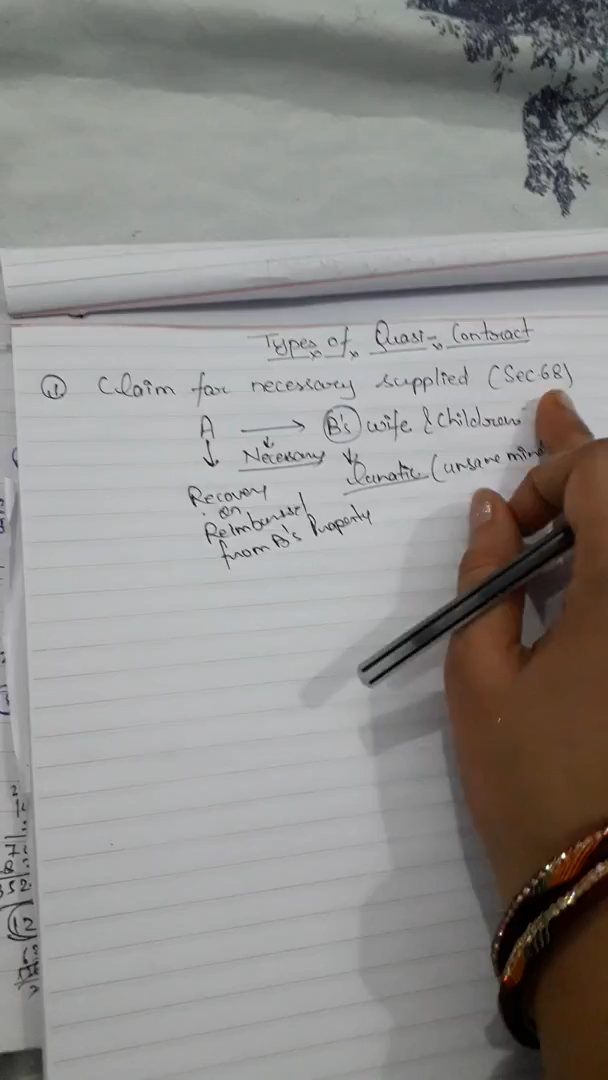 Types of Quasi- Contract
① Claim for necessary supplied (Sec 68)
A → B's wife & Children
Necessary lunatic (unsane mind
Recovery
or
Reimbursed
from B's Property